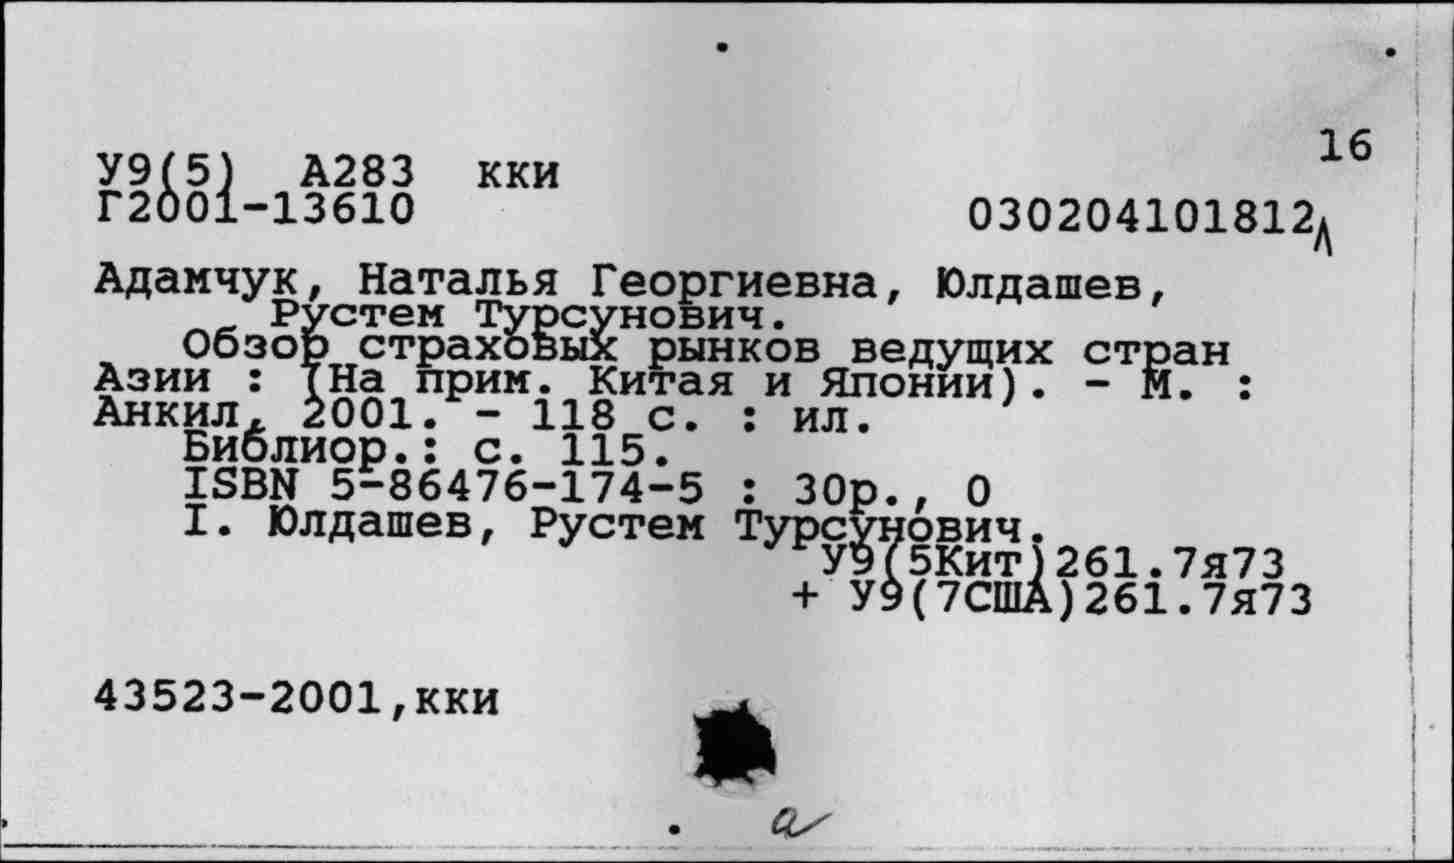 16
У9(5) А283 кки
Г2001-13610
030204101812Д
Адамчук, Наталья Георгиевна, Юлдашев,
Рустем Турсунович.
Обзор страховых рынков ведущих стран
Азии : (На прим. Китая и Японии). - М. :
Анкил, 2001. - 118 с. : ил.
Библиор.: с. 115.
ISBN 5-86476-174-5 : 30р., 0
I. Юлдашев, Рустем Турсунович.
У9(5Кит)261.7я73
+ У9(7США)261.7я73
43523-2001,кки
а